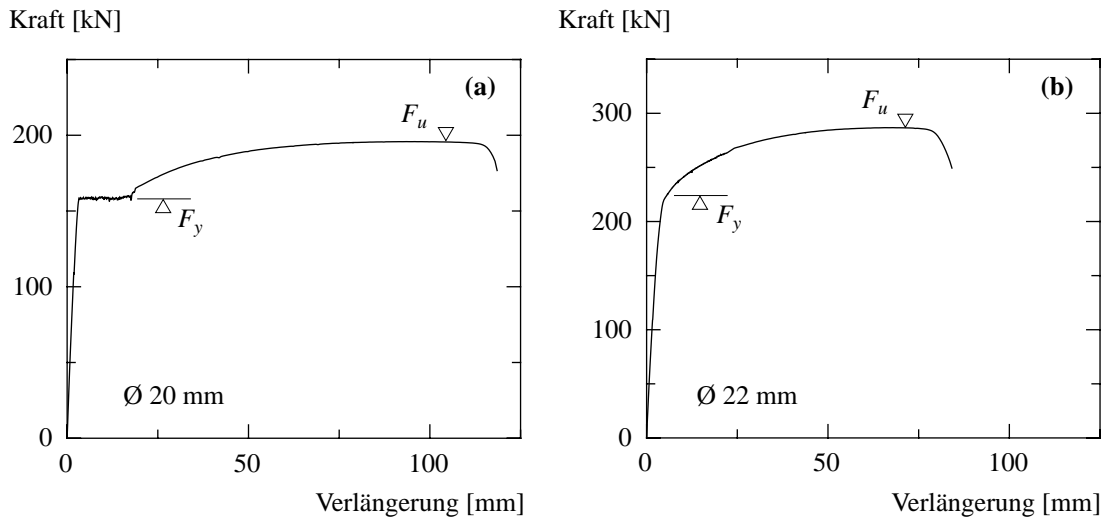 Kraft [kN]
(a)
F_u
200
F_y
100
Ø 20 mm
0
0 50 100
Verlängerung [mm]
Kraft [kN]
(b)
300
F_u
F_y
200
100
Ø 22 mm
0
0 50 100
Verlängerung [mm]